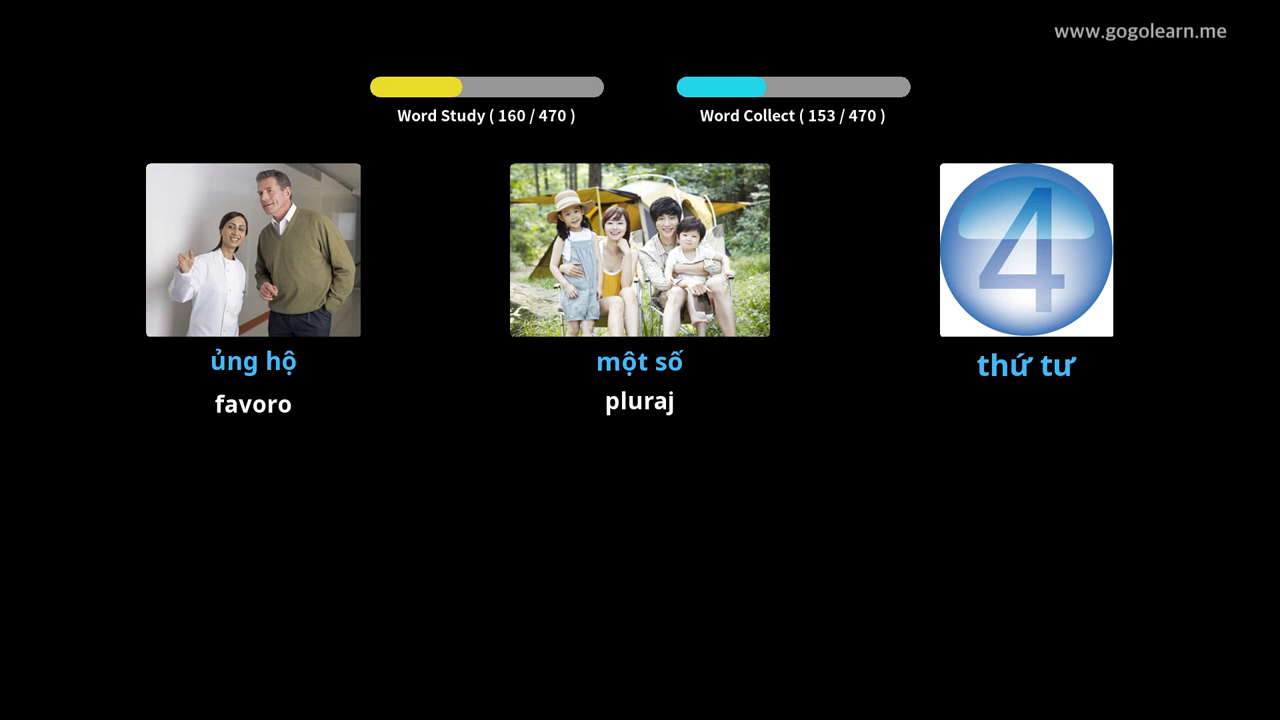 www.gogolearn.me
Word Study ( 160 / 470 )
Word Collect ( 153 / 470 )
4
ủng hộ
một số
thứ tư
favoro
pluraj